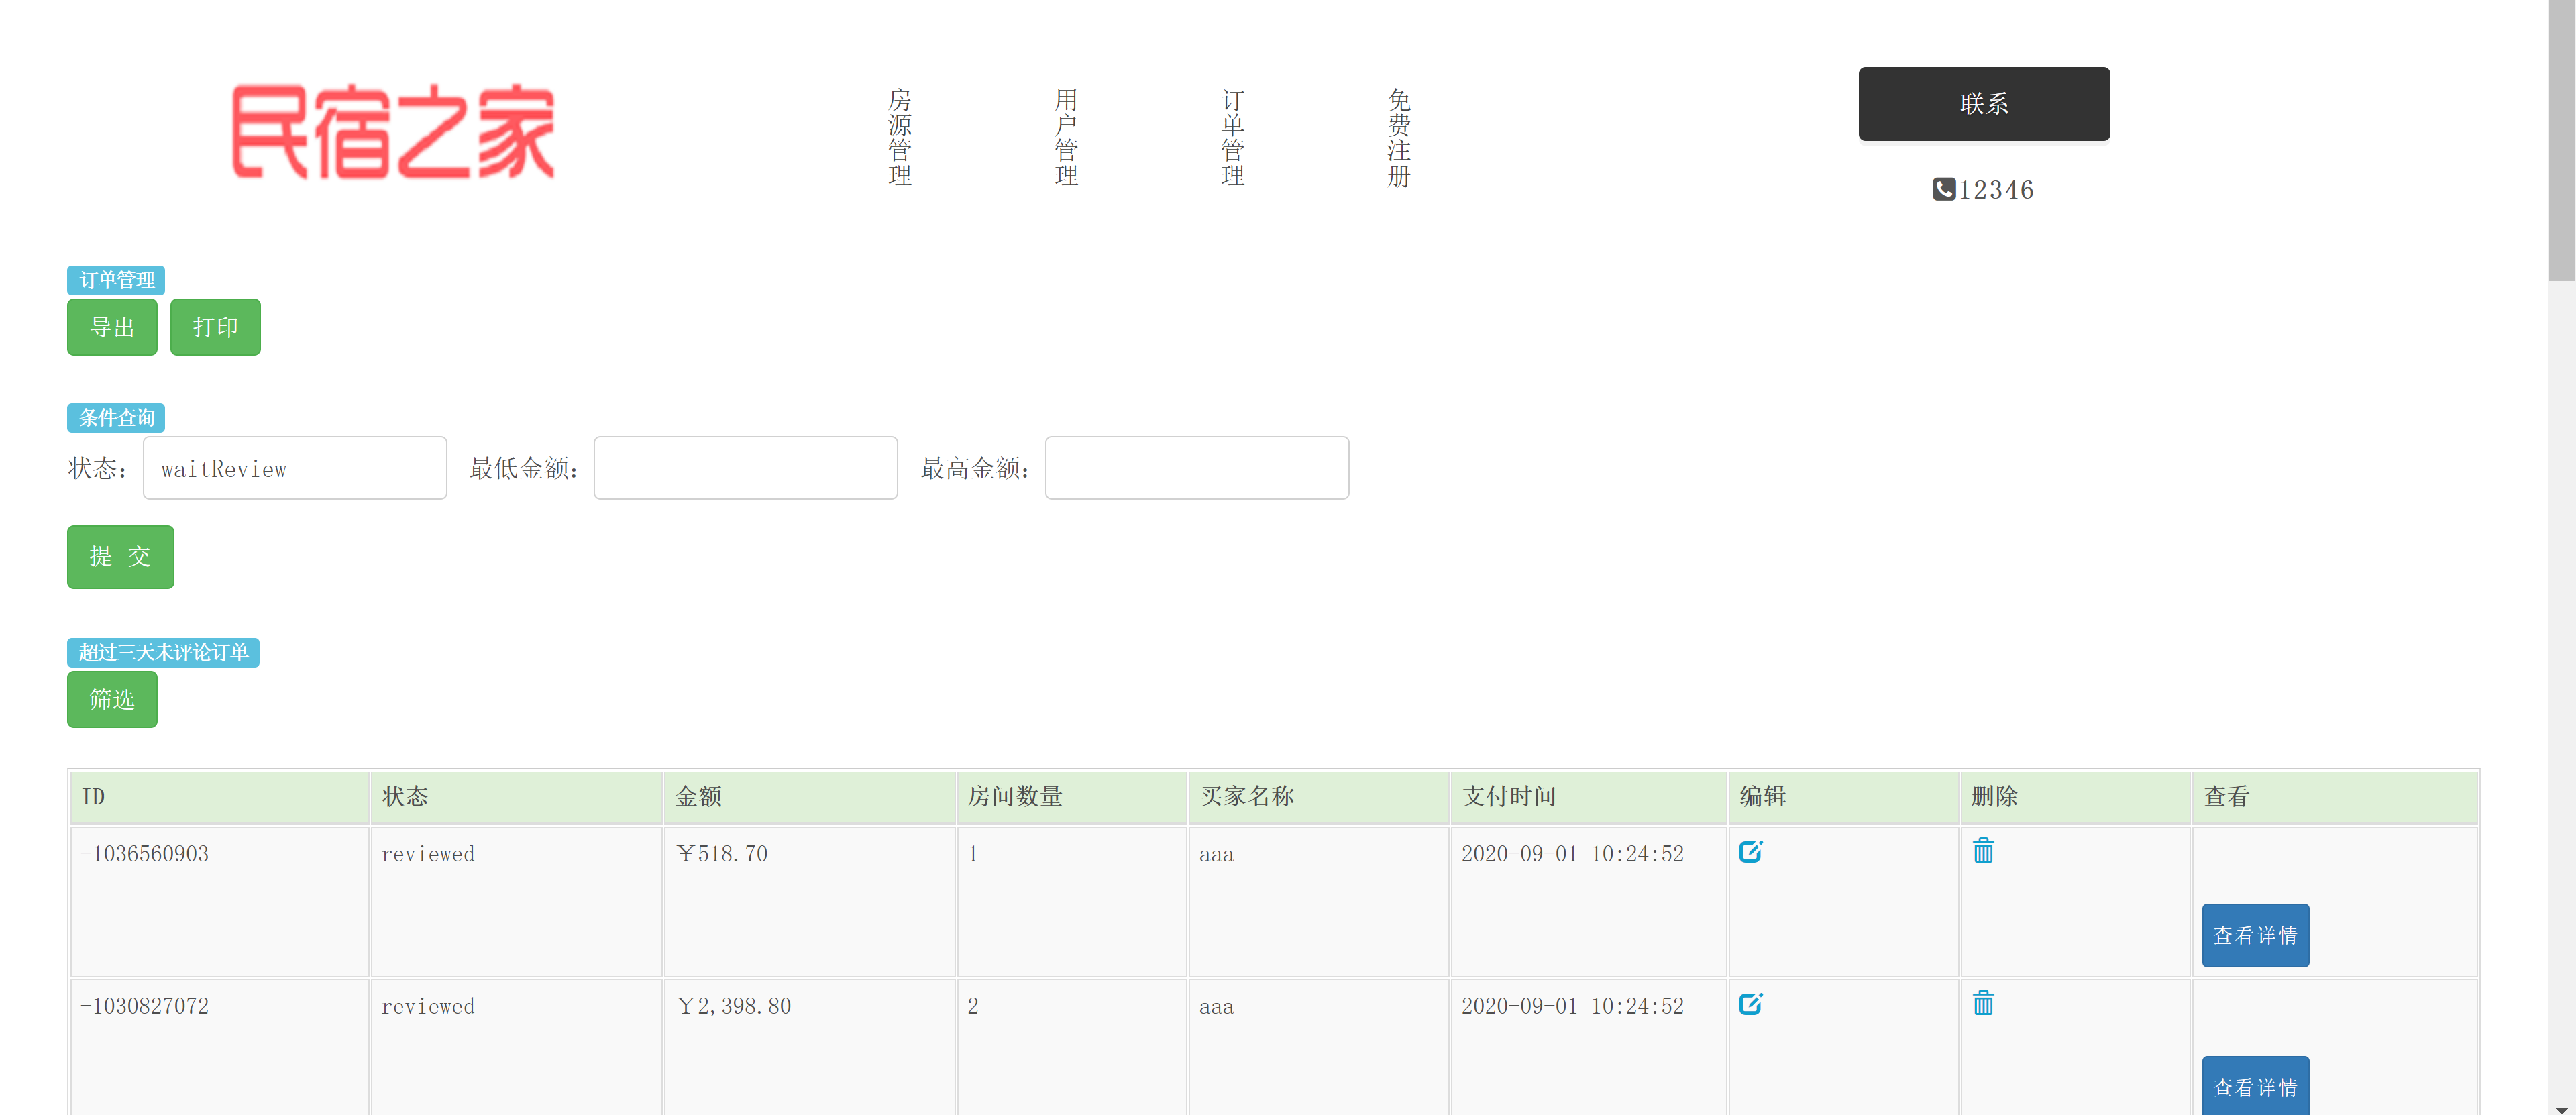 民宿之家
房源管理
用户管理
订单管理
免费注册
联系
12346
订单管理
导出 打印
条件查询
状态： waitReview 最低金额： 最高金额：
提 交
超过三天未评论订单
筛选
ID 状态 金额 房间数量 买家名称 支付时间 编辑 删除 查看
-1036560903 reviewed ￥518.70 1 aaa 2020-09-01 10:24:52
查看详情
-1030827072 reviewed ￥2,398.80 2 aaa 2020-09-01 10:24:52
查看详情